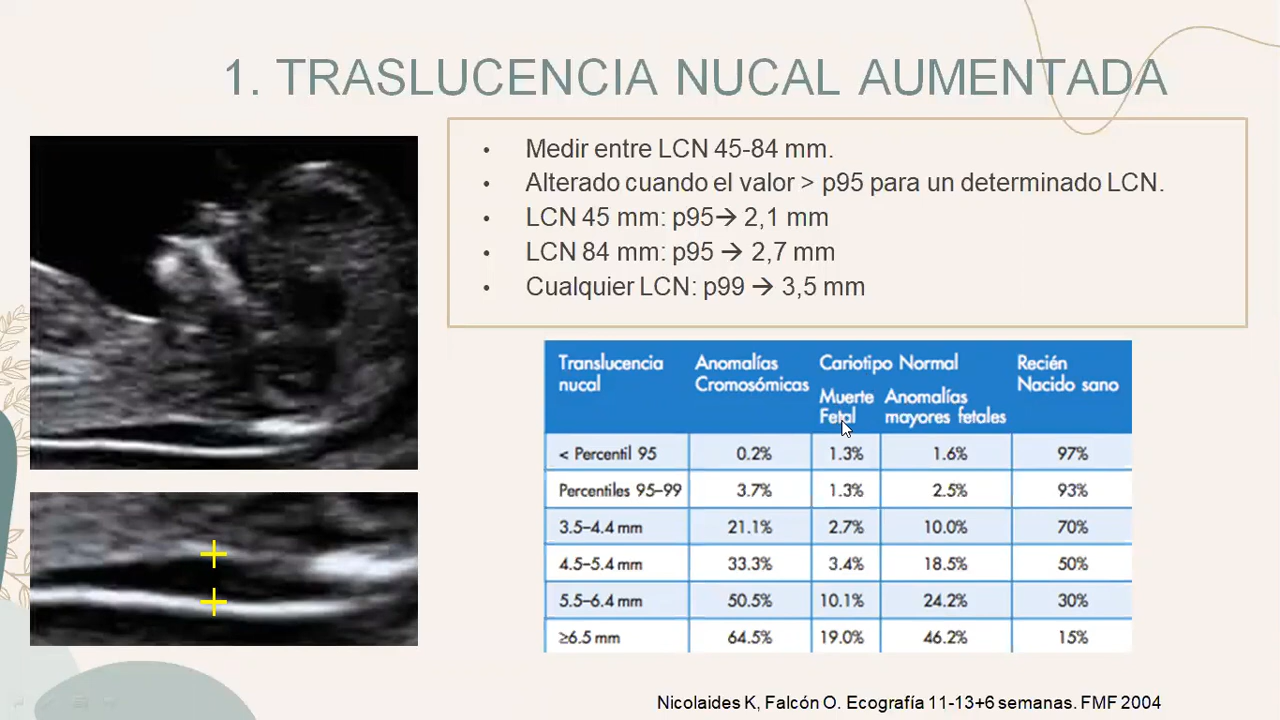 1. TRASLUCENCIA NUCAL AUMENTADA
• Medir entre LCN 45-84 mm.
• Alterado cuando el valor > p95 para un determinado LCN.
• LCN 45 mm: p95→ 2,1 mm
• LCN 84 mm: p95 → 2,7 mm
• Cualquier LCN: p99 → 3,5 mm
Translucencia nucal Anomalías Cromosómicas Cariotipo Normal Recién Nacido sano
Muerte Fetal Anomalías mayores fetales
< Percentil 95 0.2% 1.3% 1.6% 97%
Percentiles 95–99 3.7% 1.3% 2.5% 93%
3.5–4.4 mm 21.1% 2.7% 10.0% 70%
4.5–5.4 mm 33.3% 3.4% 18.5% 50%
5.5–6.4 mm 50.5% 10.1% 24.2% 30%
≥6.5 mm 64.5% 19.0% 46.2% 15%
Nicolaides K, Falcón O. Ecografía 11-13+6 semanas. FMF 2004